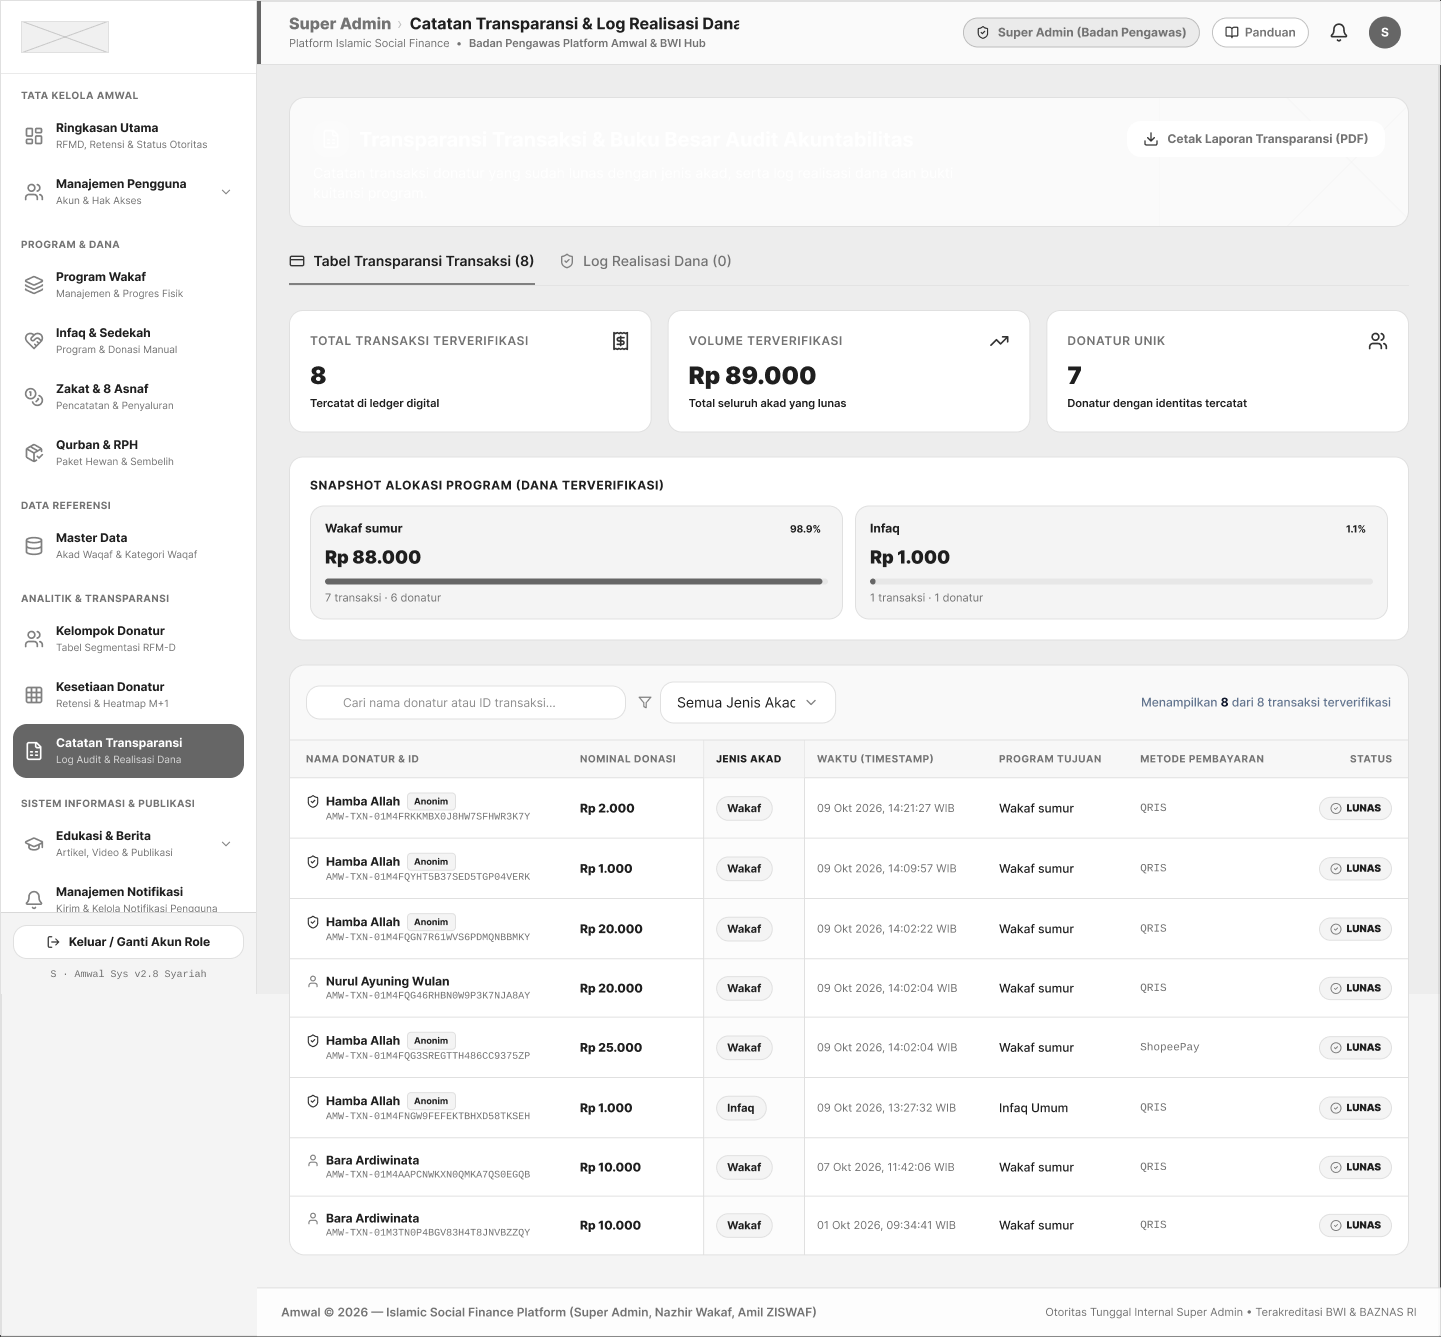 Super Admin › Catatan Transparansi & Log Realisasi Dana
Platform Islamic Social Finance • Badan Pengawas Platform Amwal & BWI Hub
Super Admin (Badan Pengawas)
Panduan
S
TATA KELOLA AMWAL
Ringkasan Utama
RFMD, Retensi & Status Otoritas
Manajemen Pengguna
Akun & Hak Akses
PROGRAM & DANA
Program Wakaf
Manajemen & Progres Fisik
Infaq & Sedekah
Program & Donasi Manual
Zakat & 8 Asnaf
Pencatatan & Penyaluran
Qurban & RPH
Paket Hewan & Sembelih
DATA REFERENSI
Master Data
Akad Waqaf & Kategori Waqaf
ANALITIK & TRANSPARANSI
Kelompok Donatur
Tabel Segmentasi RFM-D
Kesetiaan Donatur
Retensi & Heatmap M+1
Catatan Transparansi
Log Audit & Realisasi Dana
SISTEM INFORMASI & PUBLIKASI
Edukasi & Berita
Artikel, Video & Publikasi
Manajemen Notifikasi
Kirim & Kelola Notifikasi Pengguna
Keluar / Ganti Akun Role
S · Amwal Sys v2.8 Syariah
Transparansi Transaksi & Buku Besar Audit Akuntabilitas
Cetak Laporan Transparansi (PDF)
Tabel Transparansi Transaksi (8)
Log Realisasi Dana (0)
TOTAL TRANSAKSI TERVERIFIKASI
8
Tercatat di ledger digital
VOLUME TERVERIFIKASI
Rp 89.000
Total seluruh akad yang lunas
DONATUR UNIK
7
Donatur dengan identitas tercatat
SNAPSHOT ALOKASI PROGRAM (DANA TERVERIFIKASI)
Wakaf sumur 98.9%
Rp 88.000
7 transaksi · 6 donatur
Infaq 1.1%
Rp 1.000
1 transaksi · 1 donatur
Cari nama donatur atau ID transaksi...
Semua Jenis Akad
Menampilkan 8 dari 8 transaksi terverifikasi
NAMA DONATUR & ID NOMINAL DONASI JENIS AKAD WAKTU (TIMESTAMP) PROGRAM TUJUAN METODE PEMBAYARAN STATUS
Hamba Allah Anonim Rp 2.000 Wakaf 09 Okt 2026, 14:21:27 WIB Wakaf sumur QRIS LUNAS
AMW-TXN-01M4FRKKMBX0J8HW7SFHWR3K7Y
Hamba Allah Anonim Rp 1.000 Wakaf 09 Okt 2026, 14:09:57 WIB Wakaf sumur QRIS LUNAS
AMW-TXN-01M4FQYHT5B37SED5TGP04VERK
Hamba Allah Anonim Rp 20.000 Wakaf 09 Okt 2026, 14:02:22 WIB Wakaf sumur QRIS LUNAS
AMW-TXN-01M4FQGN7R61WVS6PDMQNBBMKY
Nurul Ayuning Wulan Rp 20.000 Wakaf 09 Okt 2026, 14:02:04 WIB Wakaf sumur QRIS LUNAS
AMW-TXN-01M4FQG46RHBN0W9P3K7NJA8AY
Hamba Allah Anonim Rp 25.000 Wakaf 09 Okt 2026, 14:02:04 WIB Wakaf sumur ShopeePay LUNAS
AMW-TXN-01M4FQG3SREGTTH486CC9375ZP
Hamba Allah Anonim Rp 1.000 Infaq 09 Okt 2026, 13:27:32 WIB Infaq Umum QRIS LUNAS
AMW-TXN-01M4FNGW9FEFEKTBHXD58TKSEH
Bara Ardiwinata Rp 10.000 Wakaf 07 Okt 2026, 11:42:06 WIB Wakaf sumur QRIS LUNAS
AMW-TXN-01M4AAPCNWKXN0QMKA7QS0EGQB
Bara Ardiwinata Rp 10.000 Wakaf 01 Okt 2026, 09:34:41 WIB Wakaf sumur QRIS LUNAS
AMW-TXN-01M3TN0P4BGV83H4T8JNVBZZQY
Amwal © 2026 — Islamic Social Finance Platform (Super Admin, Nazhir Wakaf, Amil ZISWAF)
Otoritas Tunggal Internal Super Admin • Terakreditasi BWI & BAZNAS RI